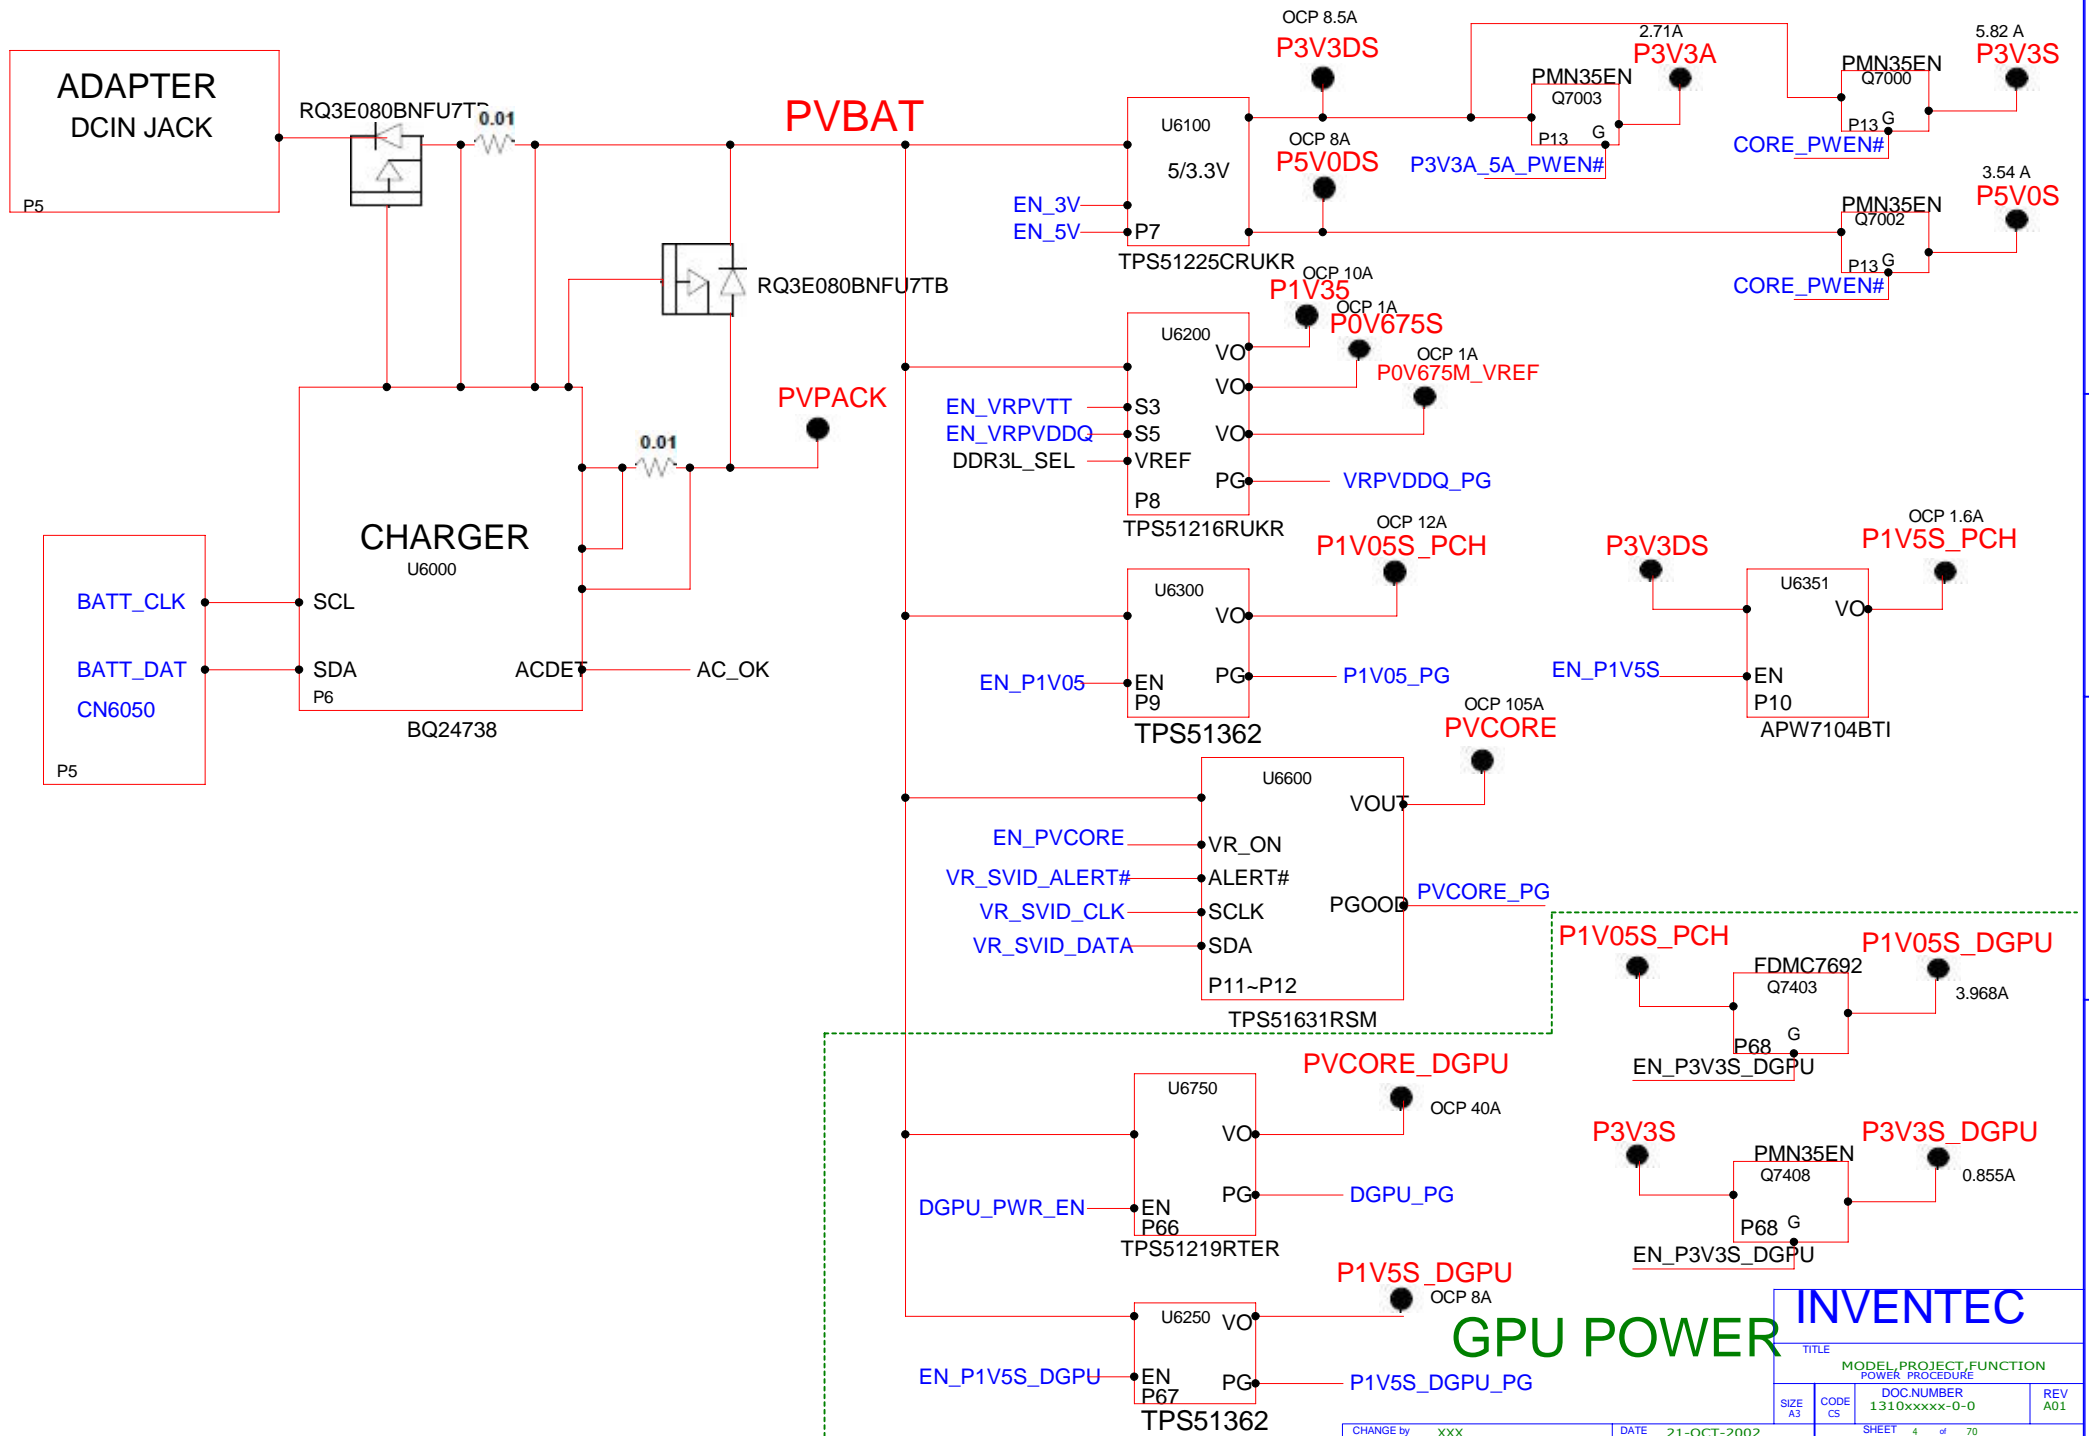 ADAPTER
DCIN JACK
P5
RQ3E080BNFU7T
0.01
PVBAT
RQ3E080BNFU7TB
PVPACK
0.01
CHARGER
U6000
SCL
SDA
P6
ACDET
AC_OK
BQ24738
BATT_CLK
BATT_DAT
CN6050
P5
U6100
5/3.3V
EN_3V
EN_5V
P7
TPS51225CRUKR
OCP 8.5A
P3V3DS
OCP 8A
P5V0DS
PMN35EN
Q7003
P13
G
P3V3A_5A_PWEN#
2.71A
P3V3A
PMN35EN
Q7000
P13
G
CORE_PWEN#
5.82 A
P3V3S
PMN35EN
Q7002
P13
G
CORE_PWEN#
3.54 A
P5V0S
U6200
VO
VO
VO
S3
S5
VREF
PG
P8
TPS51216RUKR
EN_VRPVTT
EN_VRPVDDQ
DDR3L_SEL
OCP 10A
P1V35
OCP 1A
P0V675S
OCP 1A
P0V675M_VREF
VRPVDDQ_PG
U6300
VO
EN
PG
P9
TPS51362
EN_P1V05
OCP 12A
P1V05S_PCH
P1V05_PG
P3V3DS
U6351
VO
EN
P10
APW7104BTI
EN_P1V5S
OCP 1.6A
P1V5S_PCH
U6600
VOUT
VR_ON
ALERT#
SCLK
SDA
PGOOD
P11~P12
TPS51631RSM
EN_PVCORE
VR_SVID_ALERT#
VR_SVID_CLK
VR_SVID_DATA
OCP 105A
PVCORE
PVCORE_PG
P1V05S_PCH
FDMC7692
Q7403
P68
G
EN_P3V3S_DGPU
P1V05S_DGPU
3.968A
P3V3S
PMN35EN
Q7408
P68
G
EN_P3V3S_DGPU
P3V3S_DGPU
0.855A
U6750
VO
EN
PG
P66
TPS51219RTER
DGPU_PWR_EN
PVCORE_DGPU
OCP 40A
DGPU_PG
U6250
VO
EN
PG
P67
TPS51362
EN_P1V5S_DGPU
P1V5S_DGPU
OCP 8A
P1V5S_DGPU_PG
GPU POWER
INVENTEC
TITLE
MODEL,PROJECT,FUNCTION
POWER PROCEDURE
SIZE
A3
CODE
CS
DOC.NUMBER
1310xxxxx-0-0
REV
A01
CHANGE by
XXX
DATE
21-OCT-2002
SHEET 4 of 70